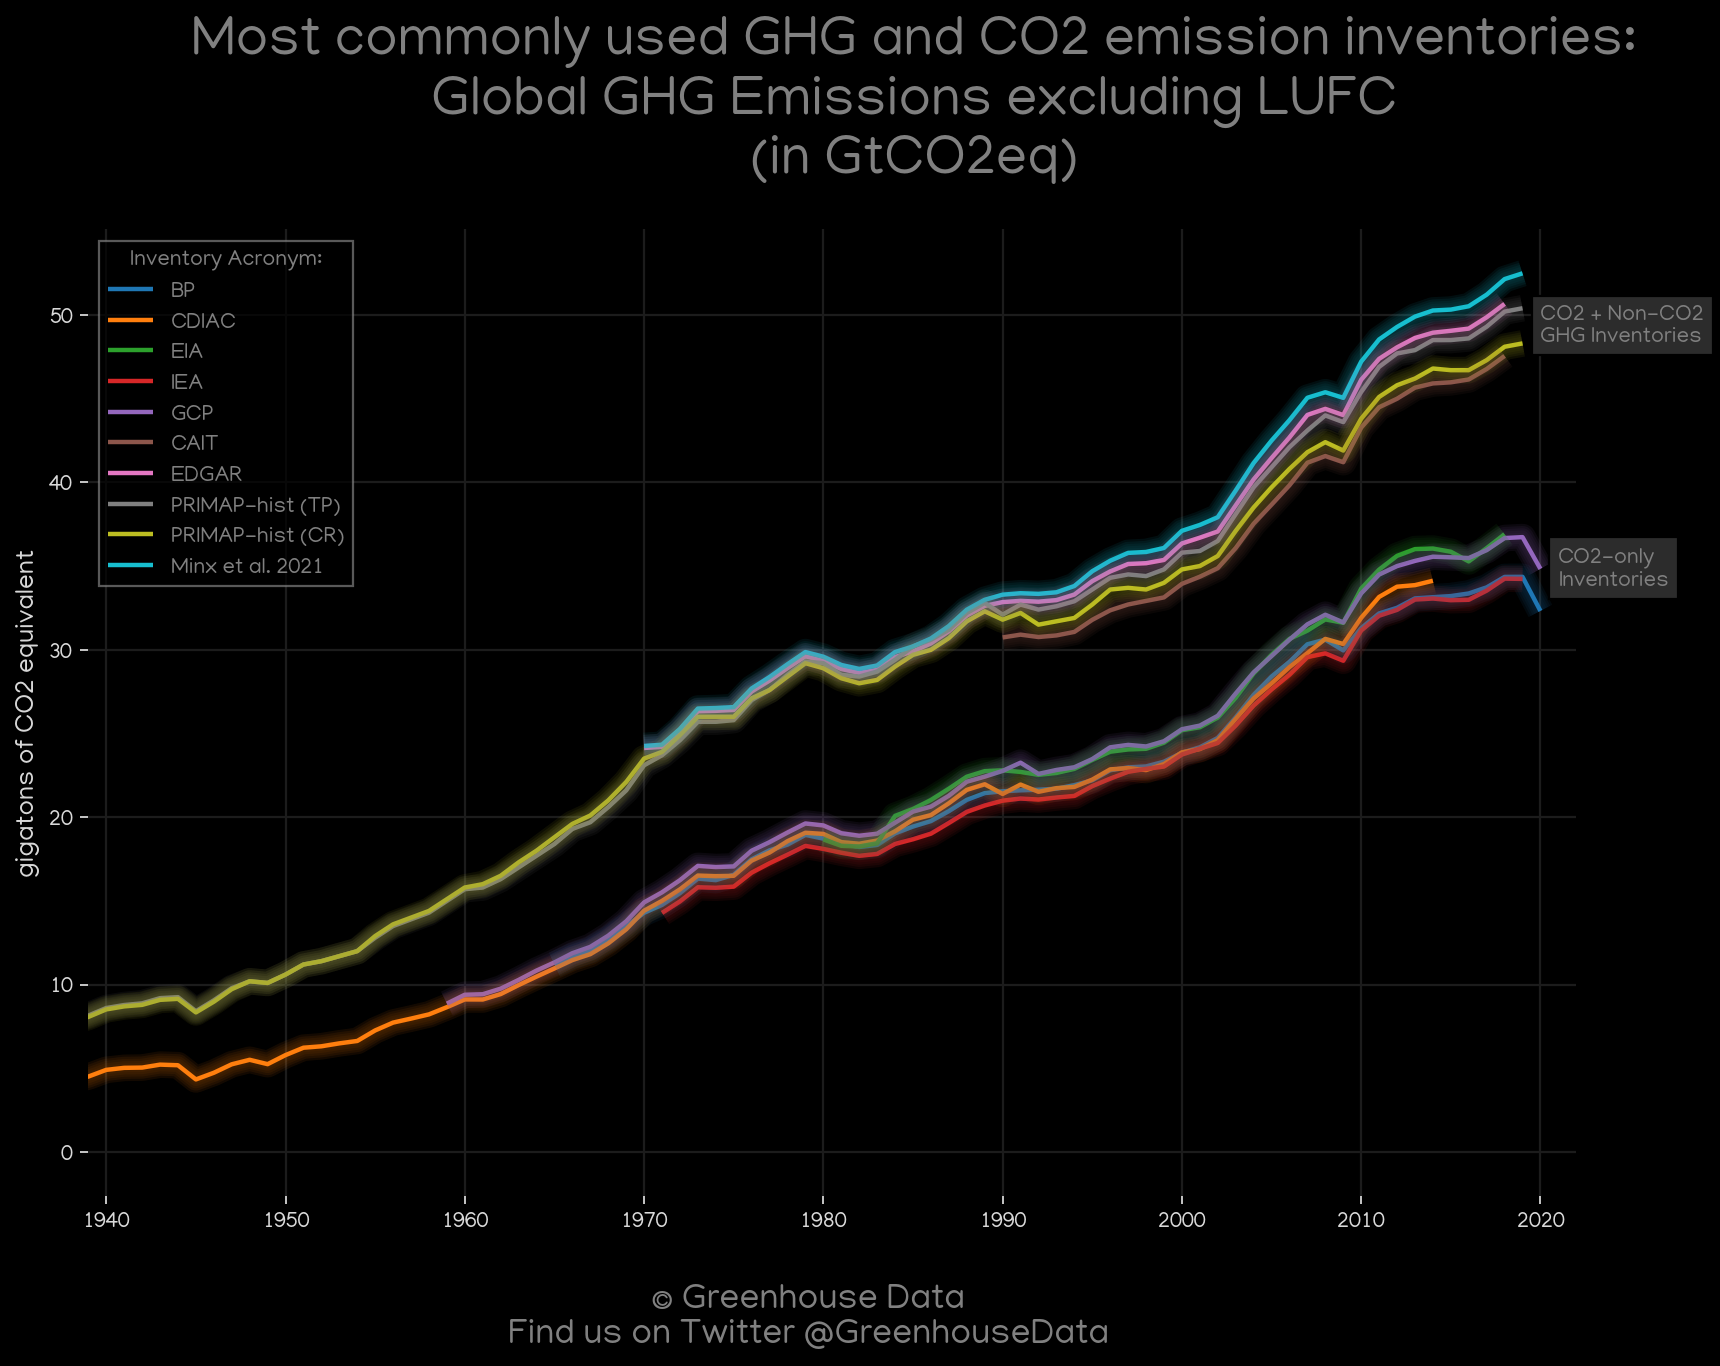 Most commonly used GHG and CO2 emission inventories:
Global GHG Emissions excluding LUFC
(in GtCO2eq)
Inventory Acronym:
BP
CDIAC
EIA
IEA
GCP
CAIT
EDGAR
PRIMAP-hist (TP)
PRIMAP-hist (CR)
Minx et al. 2021
CO2 + Non-CO2
GHG Inventories
CO2-only
Inventories
gigatons of CO2 equivalent
50
40
30
20
10
0
1940 1950 1960 1970 1980 1990 2000 2010 2020
© Greenhouse Data
Find us on Twitter @GreenhouseData